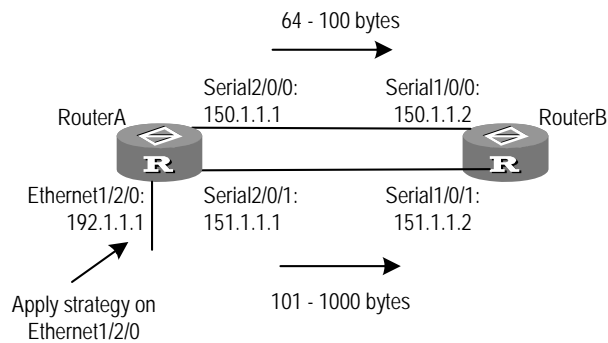 64 - 100 bytes
Serial2/0/0:
150.1.1.1
Serial1/0/0:
150.1.1.2
RouterA
RouterB
R
R
Ethernet1/2/0:
192.1.1.1
Serial2/0/1:
151.1.1.1
Serial1/0/1:
151.1.1.2
Apply strategy on
Ethernet1/2/0
101 - 1000 bytes